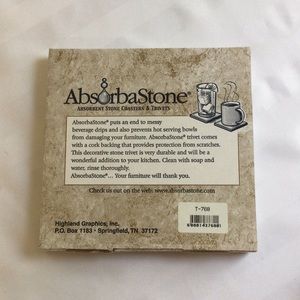 AbsorbaStone®
Absorbent Stone Coasters & Trivets
AbsorbaStone® puts an end to messy
beverage drips and also prevents hot serving bowls
from damaging your furniture. AbsorbaStone® trivet comes
with a cork backing that provides protection from scratches.
This decorative stone trivet is very durable and will be a
wonderful addition to your kitchen. Clean with soap and
water, rinse thoroughly.
AbsorbaStone®... Your furniture will thank you.
Check us out on the web: www.absorbastone.com
T-768
Highland Graphics, Inc.
P.O. Box 1183 • Springfield, TN 37172